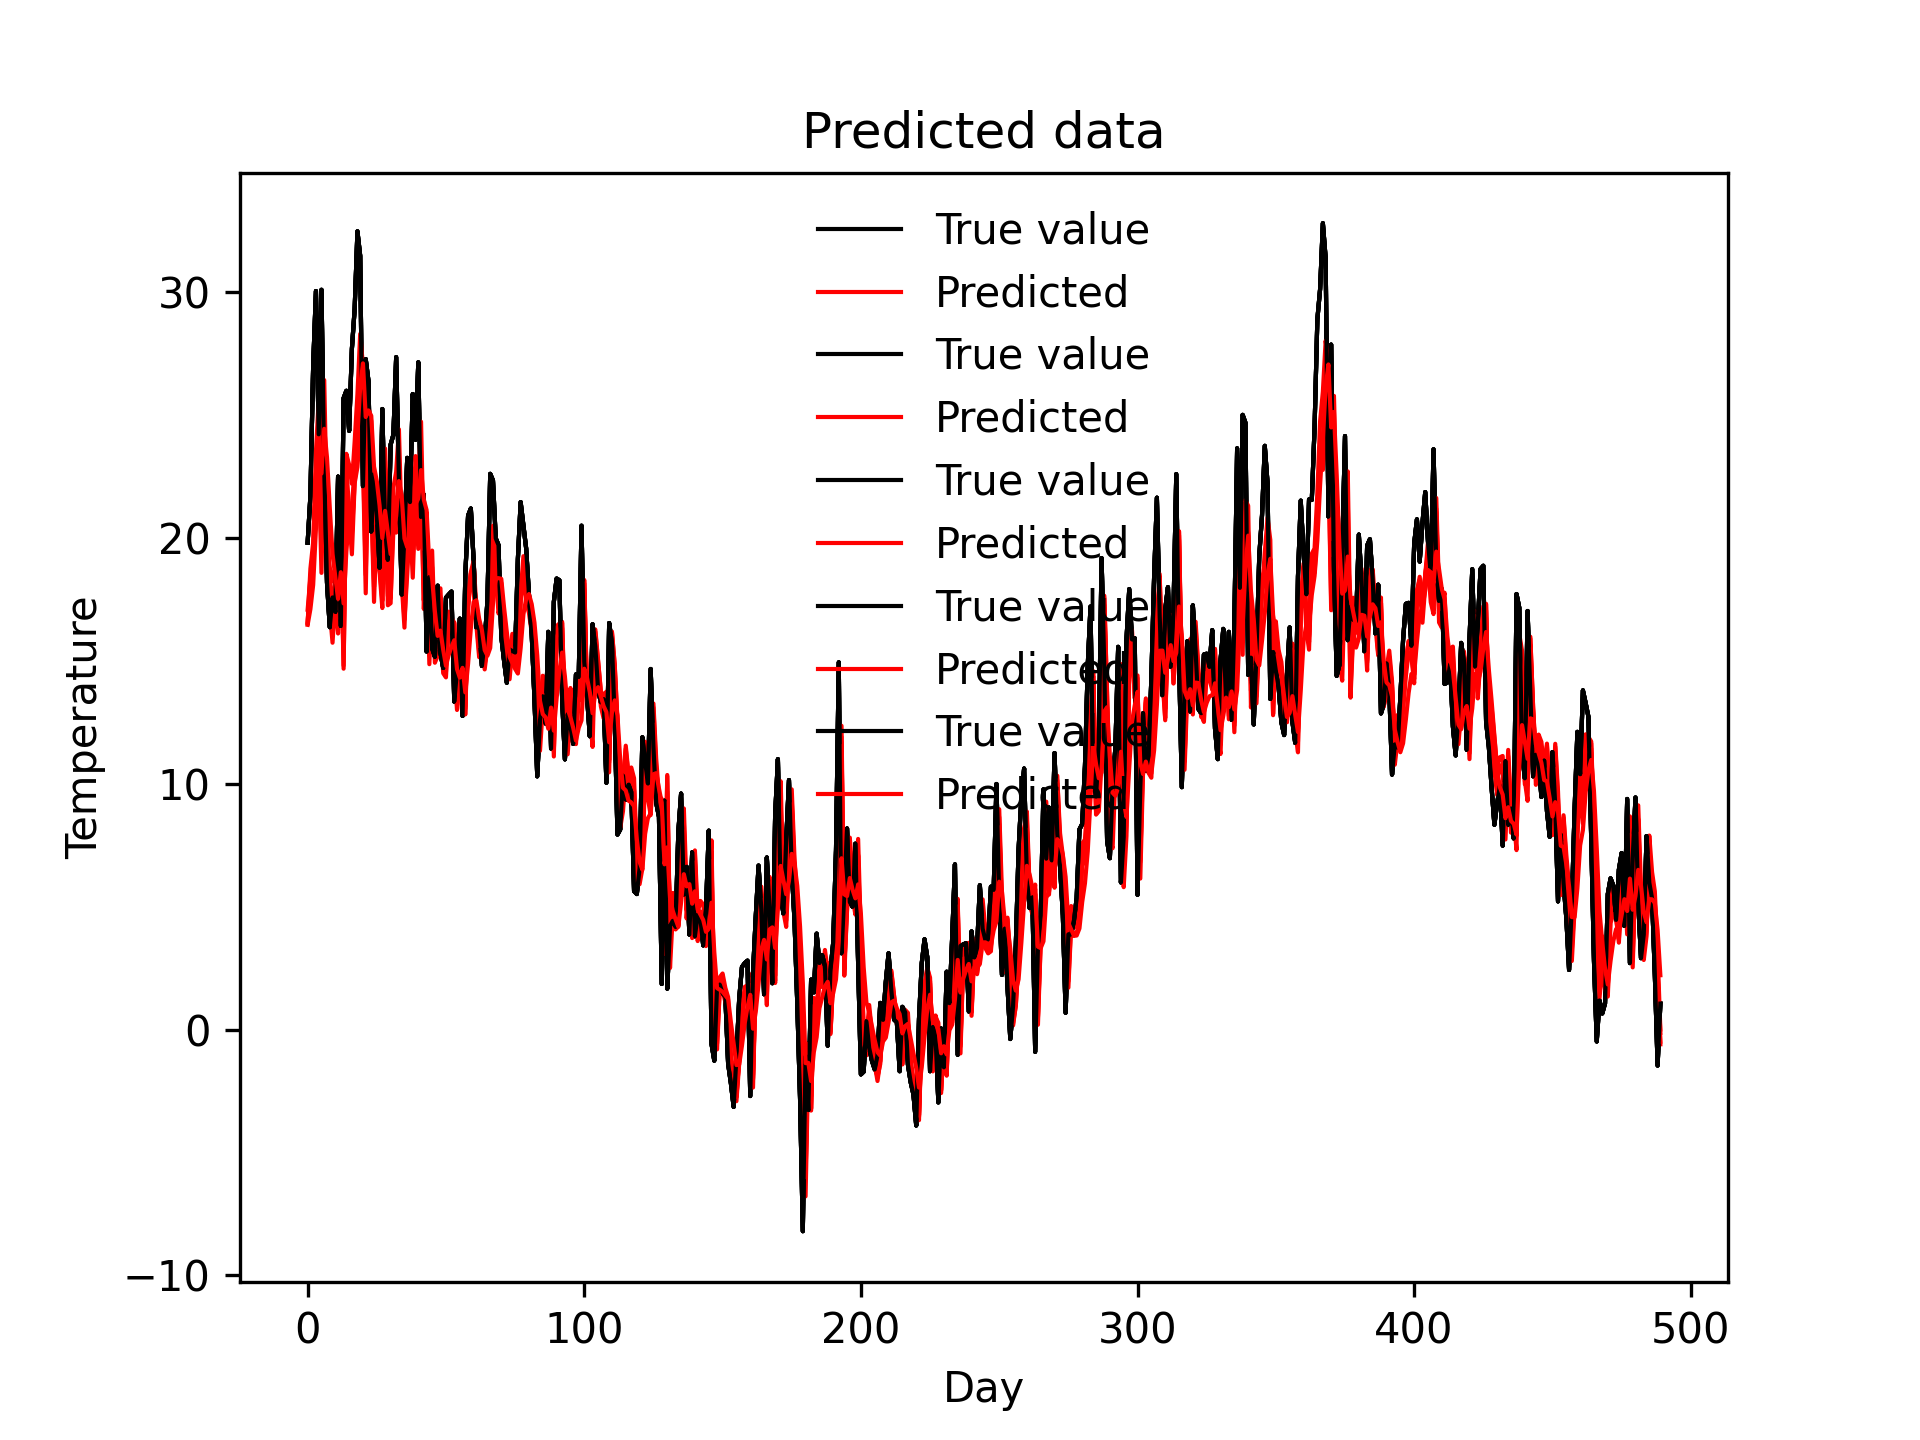 Predicted data
True value
Predicted
True value
Predicted
True value
Predicted
True value
Predicted
True value
Predicted
Temperature
30
20
10
0
−10
0 100 200 300 400 500
Day